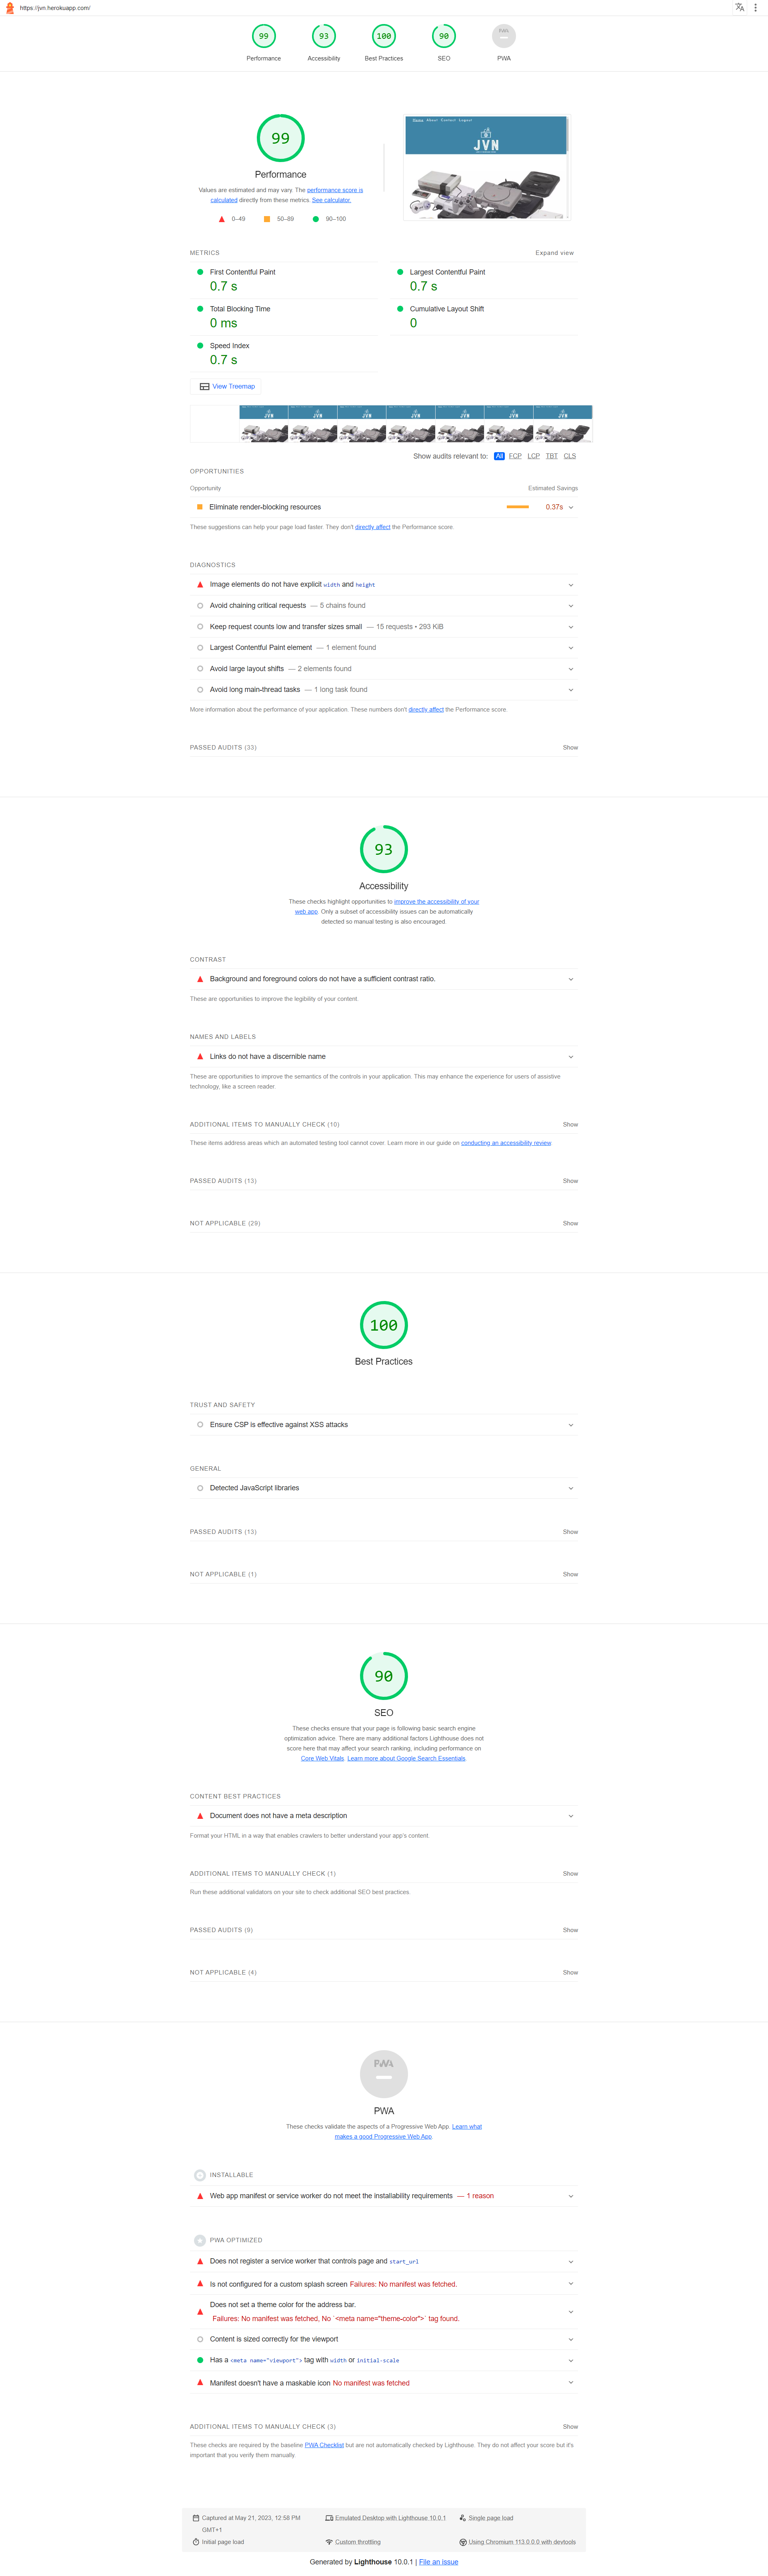 https://jvn.herokuapp.com/
99
93
100
90
PWA
Performance
Accessibility
Best Practices
SEO
PWA
99
Performance
Values are estimated and may vary. The performance score is
calculated directly from these metrics. See calculator.
0–49
50–89
90–100
Home About Contact Logout
JVN
METRICS
Expand view
First Contentful Paint
0.7 s
Largest Contentful Paint
0.7 s
Total Blocking Time
0 ms
Cumulative Layout Shift
0
Speed Index
0.7 s
View Treemap
JVN JVN JVN JVN JVN JVN JVN
Show audits relevant to: All FCP LCP TBT CLS
OPPORTUNITIES
Opportunity
Estimated Savings
Eliminate render-blocking resources
0.37s
These suggestions can help your page load faster. They don't directly affect the Performance score.
DIAGNOSTICS
Image elements do not have explicit width and height
Avoid chaining critical requests — 5 chains found
Keep request counts low and transfer sizes small — 15 requests • 293 KiB
Largest Contentful Paint element — 1 element found
Avoid large layout shifts — 2 elements found
Avoid long main-thread tasks — 1 long task found
More information about the performance of your application. These numbers don't directly affect the Performance score.
PASSED AUDITS (33)
Show
93
Accessibility
These checks highlight opportunities to improve the accessibility of your
web app. Only a subset of accessibility issues can be automatically
detected so manual testing is also encouraged.
CONTRAST
Background and foreground colors do not have a sufficient contrast ratio.
These are opportunities to improve the legibility of your content.
NAMES AND LABELS
Links do not have a discernible name
These are opportunities to improve the semantics of the controls in your application. This may enhance the experience for users of assistive
technology, like a screen reader.
ADDITIONAL ITEMS TO MANUALLY CHECK (10)
Show
These items address areas which an automated testing tool cannot cover. Learn more in our guide on conducting an accessibility review.
PASSED AUDITS (13)
Show
NOT APPLICABLE (29)
Show
100
Best Practices
TRUST AND SAFETY
Ensure CSP is effective against XSS attacks
GENERAL
Detected JavaScript libraries
PASSED AUDITS (13)
Show
NOT APPLICABLE (1)
Show
90
SEO
These checks ensure that your page is following basic search engine
optimization advice. There are many additional factors Lighthouse does not
score here that may affect your search ranking, including performance on
Core Web Vitals. Learn more about Google Search Essentials.
CONTENT BEST PRACTICES
Document does not have a meta description
Format your HTML in a way that enables crawlers to better understand your app's content.
ADDITIONAL ITEMS TO MANUALLY CHECK (1)
Show
Run these additional validators on your site to check additional SEO best practices.
PASSED AUDITS (9)
Show
NOT APPLICABLE (4)
Show
PWA
PWA
These checks validate the aspects of a Progressive Web App. Learn what
makes a good Progressive Web App.
INSTALLABLE
Web app manifest or service worker do not meet the installability requirements — 1 reason
PWA OPTIMIZED
Does not register a service worker that controls page and start_url
Is not configured for a custom splash screen Failures: No manifest was fetched.
Does not set a theme color for the address bar.
Failures: No manifest was fetched, No `<meta name="theme-color">` tag found.
Content is sized correctly for the viewport
Has a <meta name="viewport"> tag with width or initial-scale
Manifest doesn't have a maskable icon No manifest was fetched
ADDITIONAL ITEMS TO MANUALLY CHECK (3)
Show
These checks are required by the baseline PWA Checklist but are not automatically checked by Lighthouse. They do not affect your score but it's
important that you verify them manually.
Captured at May 21, 2023, 12:58 PM
GMT+1
Emulated Desktop with Lighthouse 10.0.1
Single page load
Initial page load
Custom throttling
Using Chromium 113.0.0.0 with devtools
Generated by Lighthouse 10.0.1 | File an issue